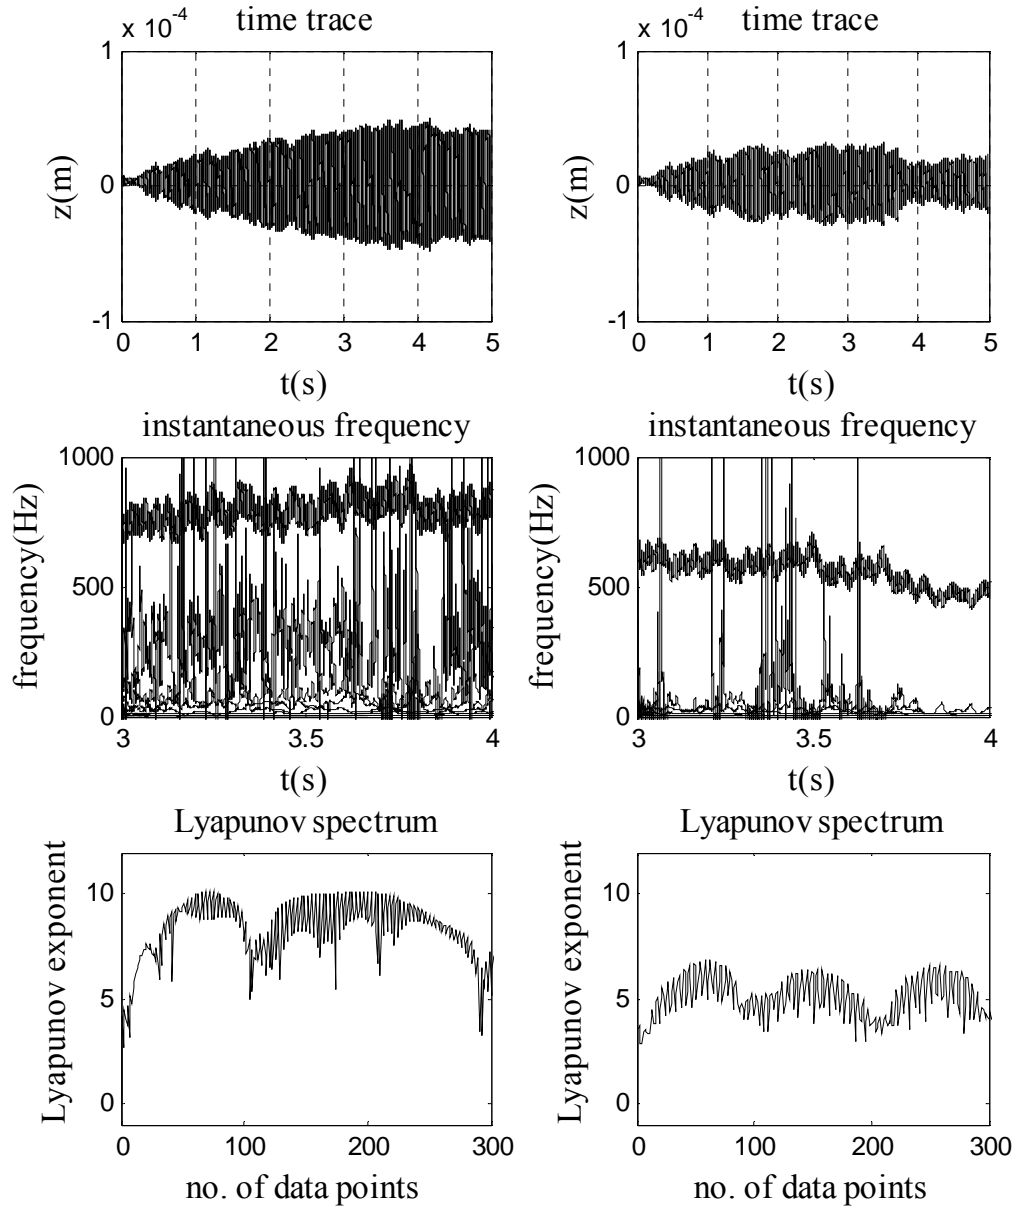 x 10-4 time trace
1
0
-1
z(m)
0 1 2 3 4 5
t(s)
x 10-4 time trace
1
0
-1
z(m)
0 1 2 3 4 5
t(s)
instantaneous frequency
1000
500
0
frequency(Hz)
3 3.5 4
t(s)
instantaneous frequency
1000
500
0
frequency(Hz)
3 3.5 4
t(s)
Lyapunov spectrum
10
5
0
Lyapunov exponent
0 100 200 300
no. of data points
Lyapunov spectrum
10
5
0
Lyapunov exponent
0 100 200 300
no. of data points